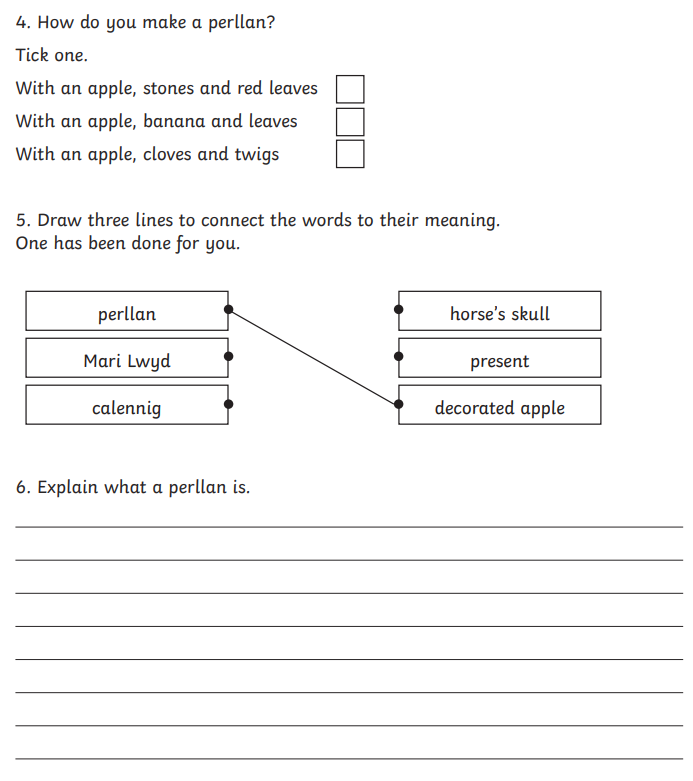 4. How do you make a perllan?
Tick one.
With an apple, stones and red leaves
With an apple, banana and leaves
With an apple, cloves and twigs
5. Draw three lines to connect the words to their meaning.
One has been done for you.
perllan
horse's skull
Mari Lwyd
present
calennig
decorated apple
6. Explain what a perllan is.